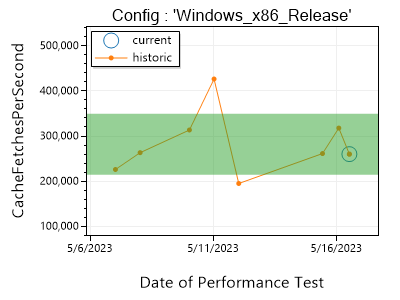 Config : 'Windows_x86_Release'
current
historic
CacheFetchesPerSecond
500,000
400,000
300,000
200,000
100,000
5/6/2023
5/11/2023
5/16/2023
Date of Performance Test